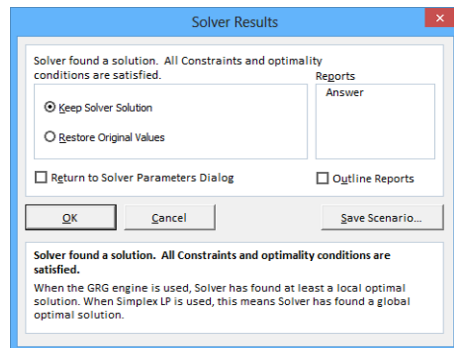 Solver Results
Solver found a solution. All Constraints and optimality
conditions are satisfied.
Reports
Answer
Keep Solver Solution
Restore Original Values
Return to Solver Parameters Dialog
Outline Reports
OK
Cancel
Save Scenario...
Solver found a solution. All Constraints and optimality conditions are
satisfied.
When the GRG engine is used, Solver has found at least a local optimal
solution. When Simplex LP is used, this means Solver has found a global
optimal solution.